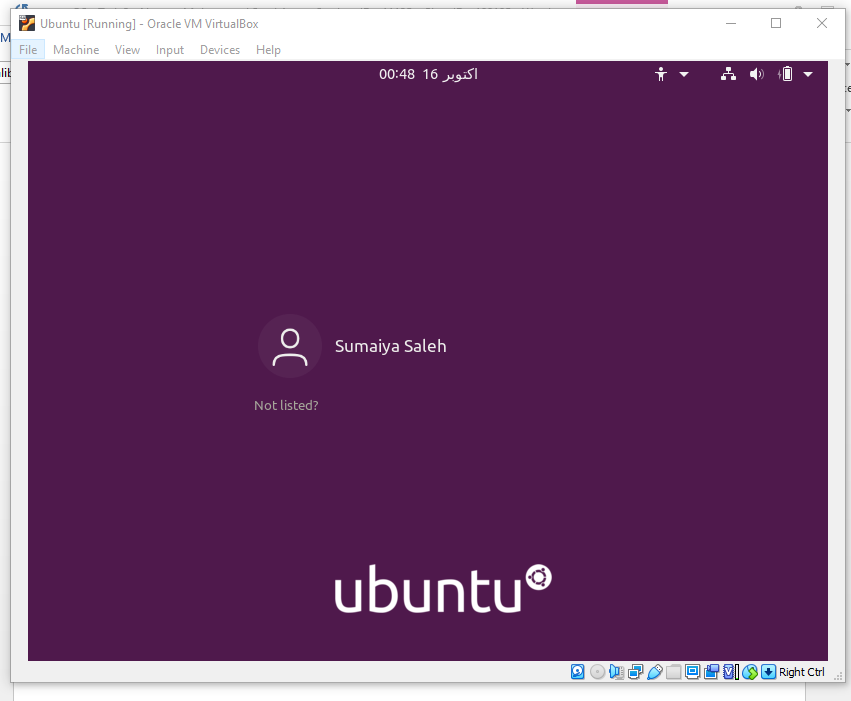 Ubuntu [Running] - Oracle VM VirtualBox
File Machine View Input Devices Help
00:48 16 اكتوبر
Sumaiya Saleh
Not listed?
ubuntu
Right Ctrl